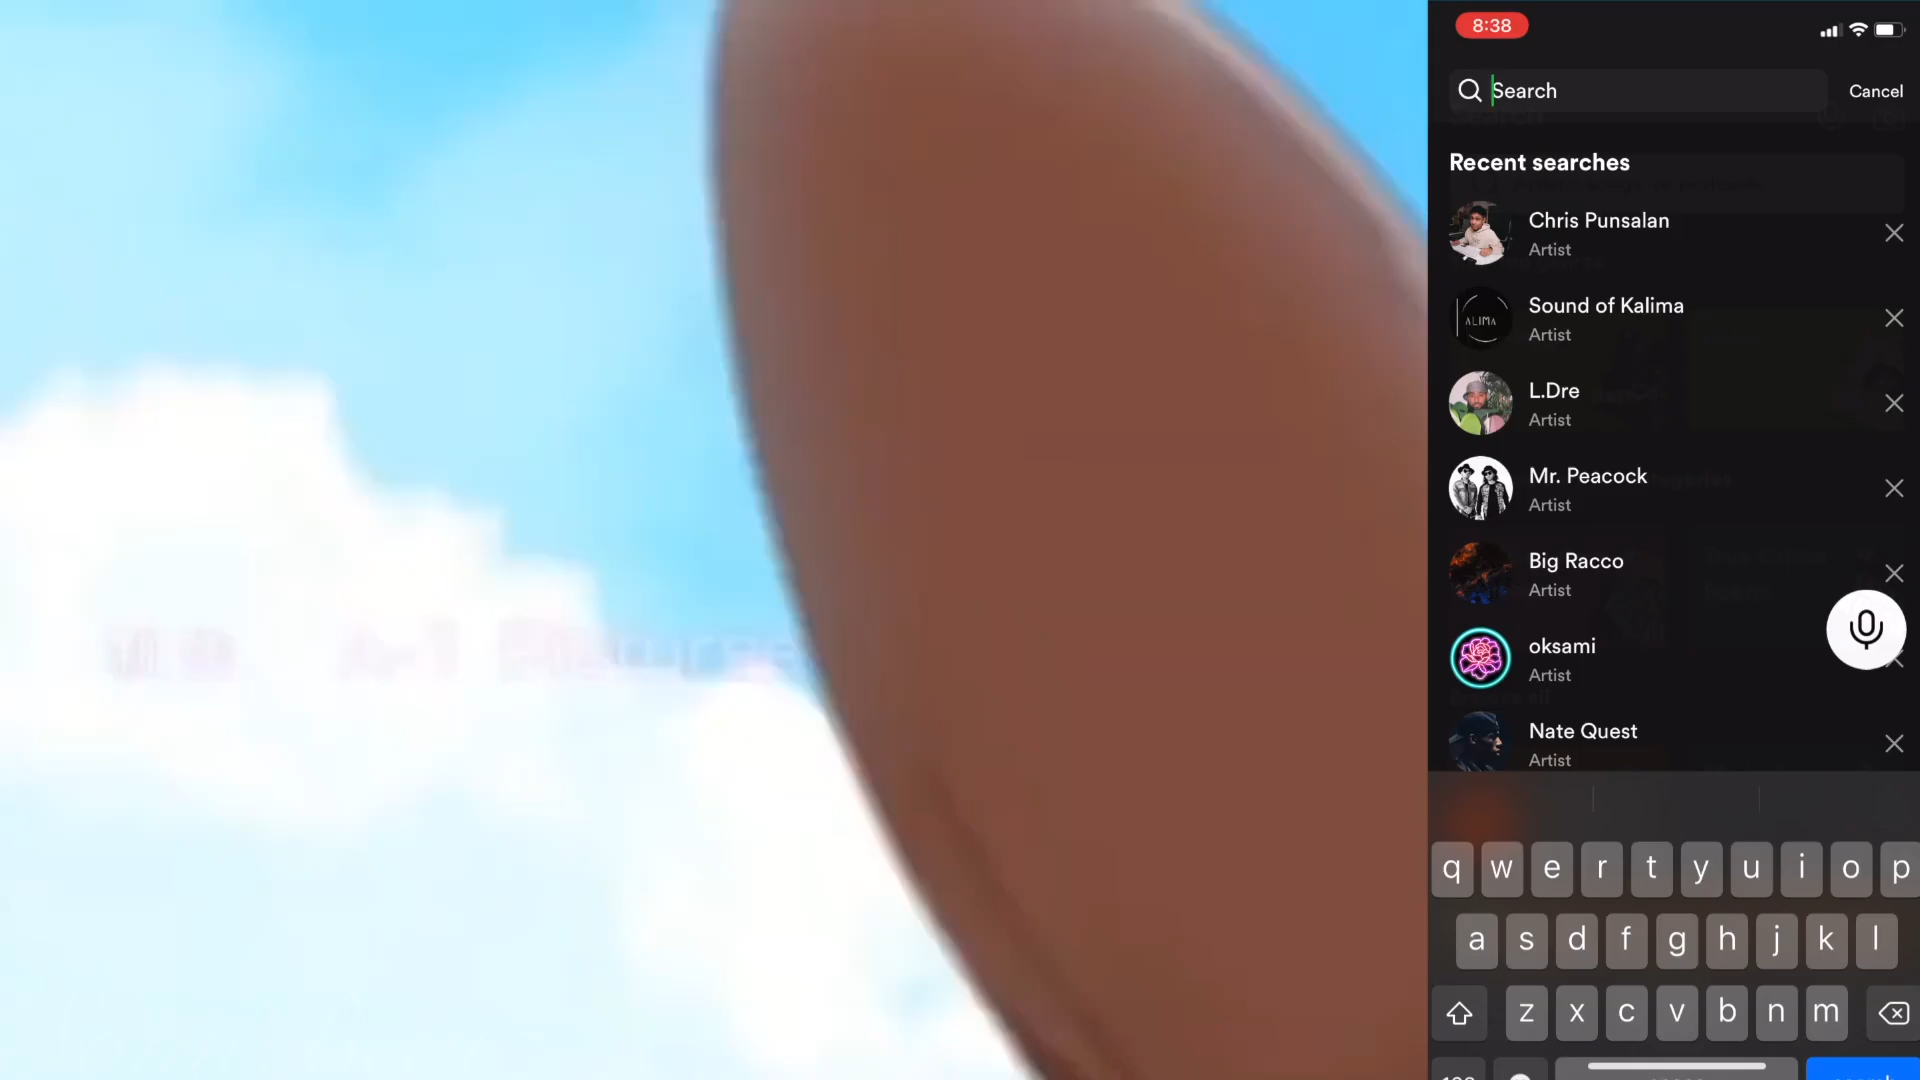 8:38
Search
Cancel
Recent searches
Chris Punsalan
Artist
Sound of Kalima
Artist
ALIMA
L.Dre
Artist
Mr. Peacock
Artist
Big Racco
Artist
oksami
Artist
Nate Quest
Artist
q w e r t y u i o p
a s d f g h j k l
z x c v b n m